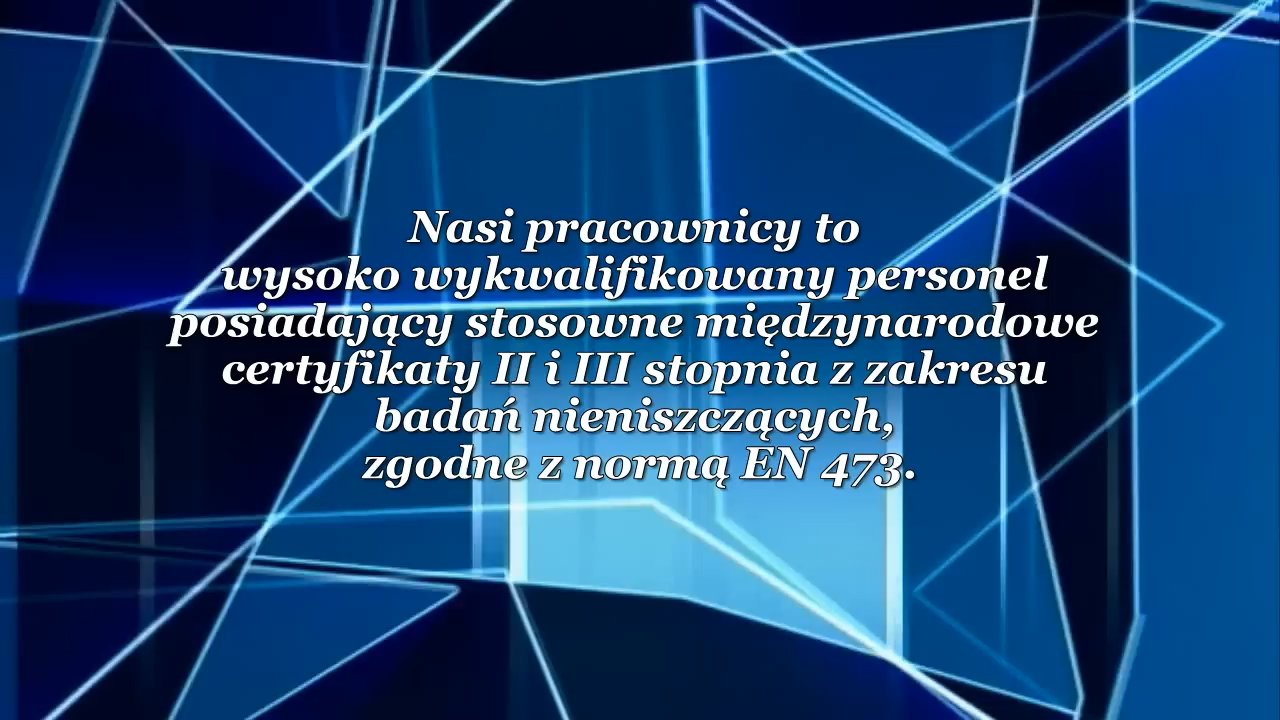 Nasi pracownicy to
wysoko wykwalifikowany personel
posiadający stosowne międzynarodowe
certyfikaty II i III stopnia z zakresu
badań nieniszczących,
zgodne z normą EN 473.